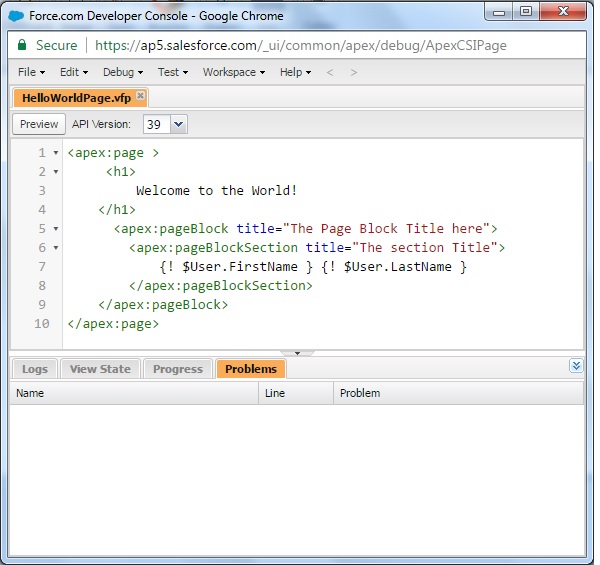 Force.com Developer Console - Google Chrome
Secure | https://ap5.salesforce.com/_ui/common/apex/debug/ApexCSIPage
File Edit Debug Test Workspace Help < >
HelloWorldPage.vfp
Preview API Version: 39
1 <apex:page >
2 <h1>
3 Welcome to the World!
4 </h1>
5 <apex:pageBlock title="The Page Block Title here">
6 <apex:pageBlockSection title="The section Title">
7 {! $User.FirstName } {! $User.LastName }
8 </apex:pageBlockSection>
9 </apex:pageBlock>
10 </apex:page>
Logs View State Progress Problems
Name Line Problem